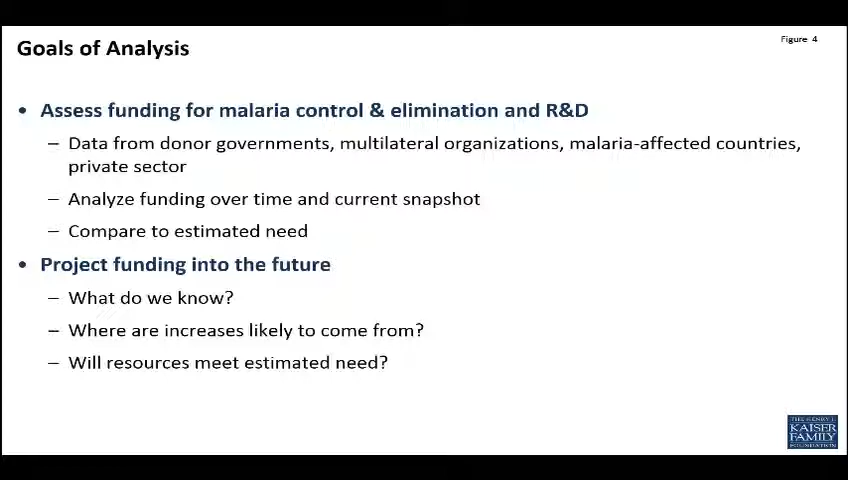 Figure 4
Goals of Analysis
• Assess funding for malaria control & elimination and R&D
– Data from donor governments, multilateral organizations, malaria-affected countries,
private sector
– Analyze funding over time and current snapshot
– Compare to estimated need
• Project funding into the future
– What do we know?
– Where are increases likely to come from?
– Will resources meet estimated need?
THE HENRY J.
KAISER
FAMILY
FOUNDATION